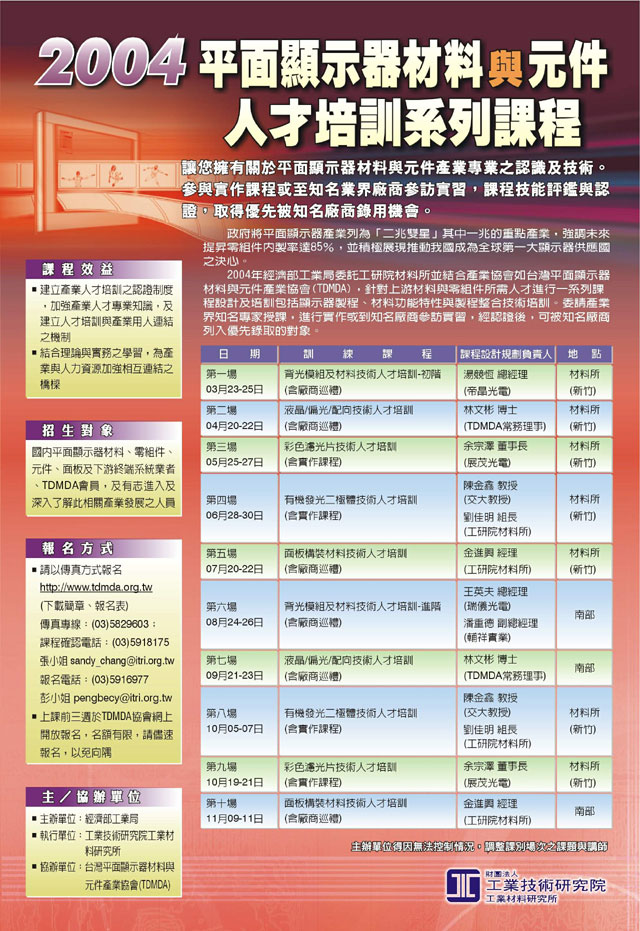 2004 平面顯示器材料與元件
人才培訓系列課程
讓您擁有關於平面顯示器材料與元件產業專業之認識及技術。
參與實作課程或至知名業界廠商參訪實習,課程技能評鑑與認
證,取得優先被知名廠商錄用機會。
政府將平面顯示器產業列為「二兆雙星」其中一兆的重點產業,強調未來
提昇零組件內製率達85%,並積極展現推動我國成為全球第一大顯示器供應國
之決心。
2004年經濟部工業局委託工研院材料所並結合產業協會如台灣平面顯示器
材料與元件產業協會(TDMDA),針對上游材料與零組件所需人才進行一系列課
程設計及培訓包括顯示器製程、材料功能特性與製程整合技術培訓。委請產業
界知名專家授課,進行實作或到知名廠商參訪實習,經認證後,可被知名廠商
列入優先錄取的對象。
課程效益
▪ 建立產業人才培訓之認證制度
,加強產業人才專業知識,及
建立人才培訓與產業用人連結
之機制
▪ 結合理論與實務之學習,為產
業與人力資源加強相互連結之
橋樑
招生對象
國內平面顯示器材料、零組件、
元件、面板及下游終端系統業者
、TDMDA會員,及有志進入及
深入了解此相關產業發展之人員
報名方式
▪ 請以傳真方式報名
http://www.tdmda.org.tw
(下載簡章、報名表)
傳真專線:(03)5829603;
課程確認電話:(03)5918175
張小姐 sandy_chang@itri.org.tw
報名電話:(03)5916977
彭小姐 pengbecy@itri.org.tw
▪ 上課前三週於TDMDA協會網上
開放報名,名額有限,請儘速
報名,以免向隅
主/協辦單位
▪ 主辦單位:經濟部工業局
▪ 執行單位:工業技術研究院工業材
料研究所
▪ 協辦單位:台灣平面顯示器材料與
元件產業協會(TDMDA)
日 期 訓 練 課 程 課程設計規劃負責人 地 點
第一場 背光模組及材料技術人才培訓-初階 湯競恆 總經理 材料所
03月23-25日 (含廠商巡禮) (帝晶光電) (新竹)
第二場 液晶/偏光/配向技術人才培訓 林文彬 博士 材料所
04月20-22日 (含廠商巡禮) (TDMDA常務理事) (新竹)
第三場 彩色濾光片技術人才培訓 余宗澤 董事長 材料所
05月25-27日 (含實作課程) (展茂光電) (新竹)
第四場 有機發光二極體技術人才培訓 陳金鑫 教授 材料所
06月28-30日 (含實作課程) (交大教授) (新竹)
劉佳明 組長
(工研院材料所)
第五場 面板構裝材料技術人才培訓 金進興 經理 材料所
07月20-22日 (含廠商巡禮) (工研院材料所) (新竹)
第六場 背光模組及材料技術人才培訓-進階 王英夫 總經理 南部
08月24-26日 (含廠商巡禮) (瑞儀光電)
潘重德 副總經理
(輔祥實業)
第七場 液晶/偏光/配向技術人才培訓 林文彬 博士 南部
09月21-23日 (含廠商巡禮) (TDMDA常務理事)
第八場 有機發光二極體技術人才培訓 陳金鑫 教授 材料所
10月05-07日 (含實作課程) (交大教授) (新竹)
劉佳明 組長
(工研院材料所)
第九場 彩色濾光片技術人才培訓 余宗澤 董事長 材料所
10月19-21日 (含實作課程) (展茂光電) (新竹)
第十場 面板構裝材料技術人才培訓 金進興 經理 南部
11月09-11日 (含廠商巡禮) (工研院材料所)
主辦單位得因無法控制情況,調整課別場次之課題與講師
財團法人
工業技術研究院
工業材料研究所